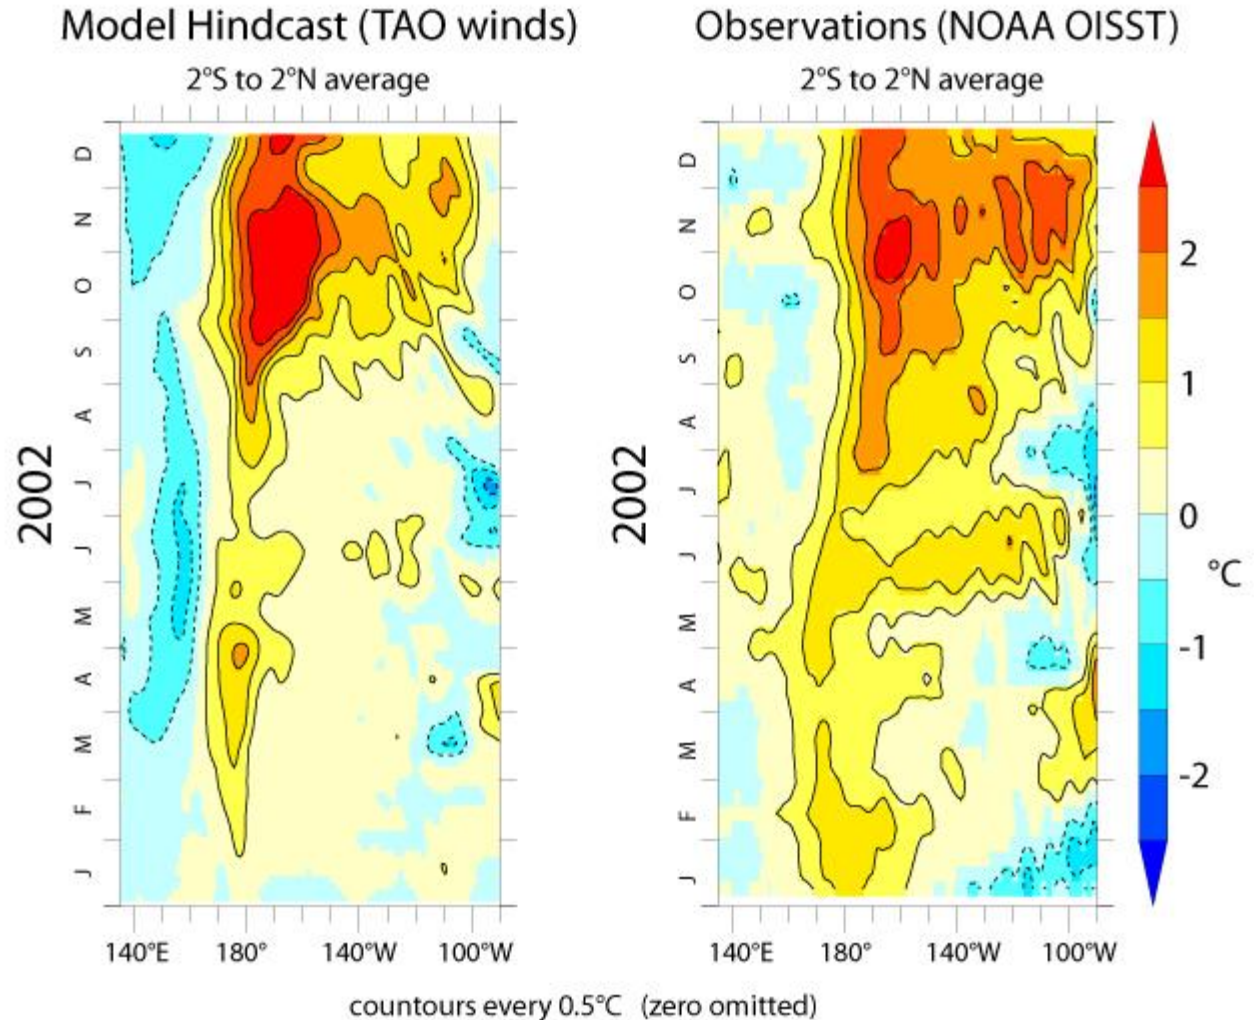 Model Hindcast (TAO winds)
2°S to 2°N average
D
N
O
S
A
J
J
M
A
M
F
J
2002
140°E 180° 140°W 100°W
Observations (NOAA OISST)
2°S to 2°N average
D
N
O
S
A
J
J
M
A
M
F
J
2002
140°E 180° 140°W 100°W
2
1
0
-1
-2
°C
countours every 0.5°C (zero omitted)